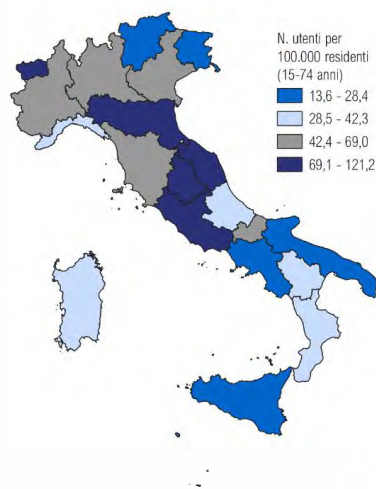 N. utenti per
100.000 residenti
(15-74 anni)
13,6 - 28,4
28,5 - 42,3
42,4 - 69,0
69,1 - 121,2